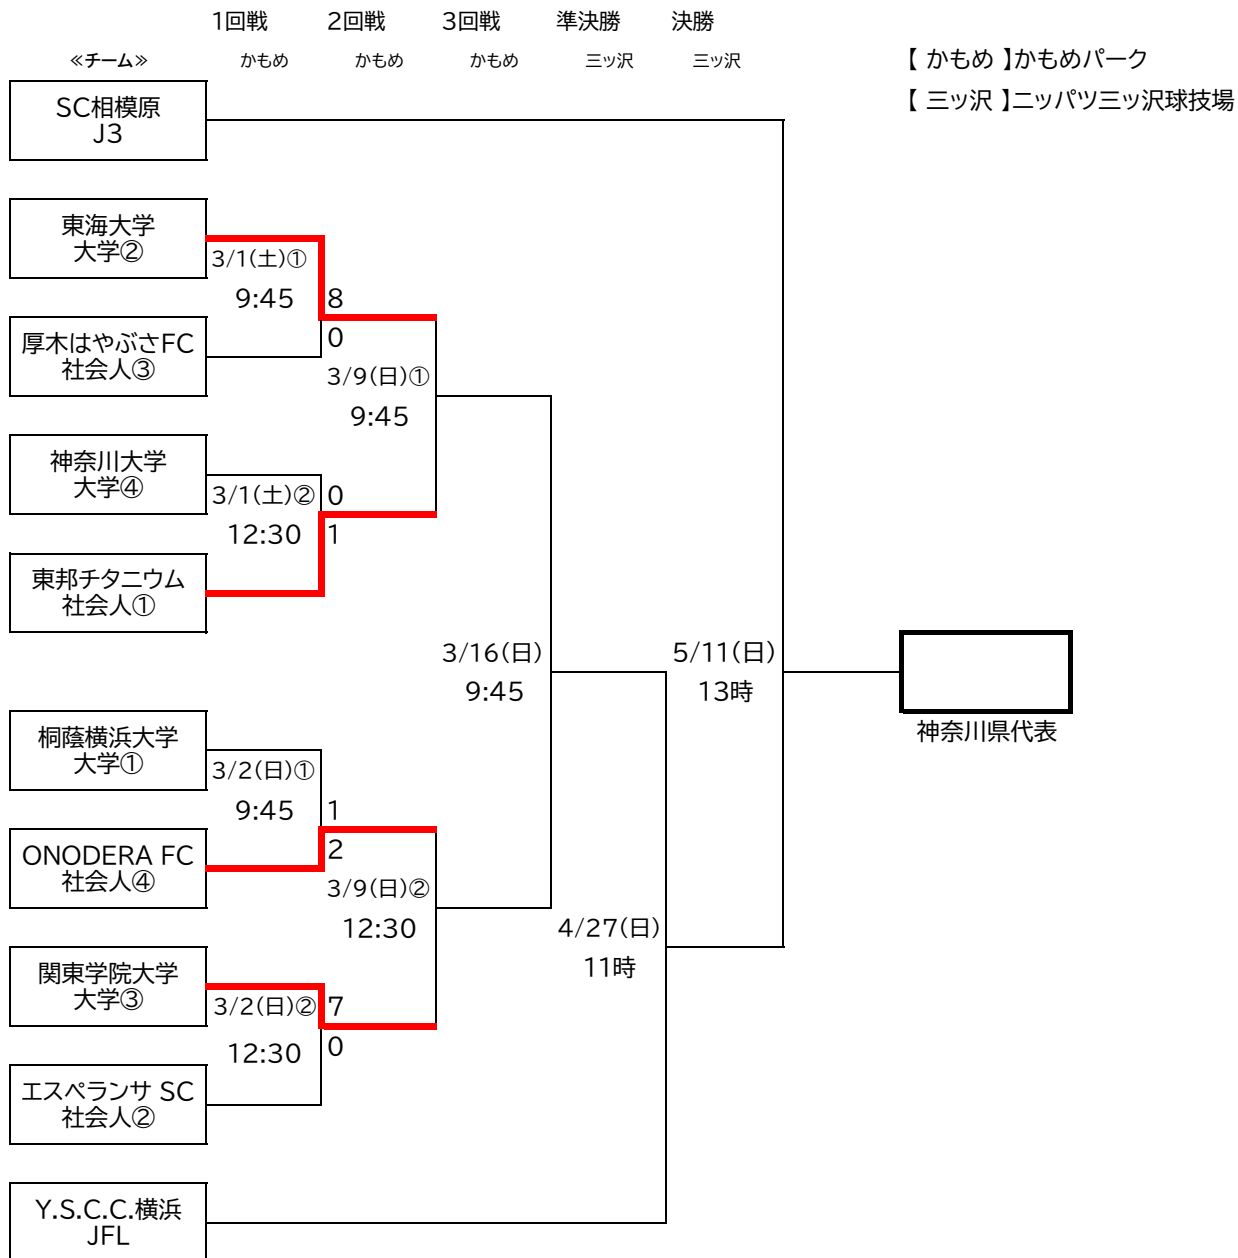 1回戦 2回戦 3回戦 準決勝 決勝
≪チーム≫ かもめ かもめ かもめ 三ッ沢 三ッ沢
【 かもめ 】かもめパーク
【 三ッ沢 】ニッパツ三ッ沢球技場
SC相模原
J3
東海大学
大学②
3/1(土)①
9:45
8
0
厚木はやぶさFC
社会人③
3/9(日)①
9:45
神奈川大学
大学④
3/1(土)②
12:30
0
1
東邦チタニウム
社会人①
3/16(日)
9:45
5/11(日)
13時
神奈川県代表
桐蔭横浜大学
大学①
3/2(日)①
9:45
1
2
ONODERA FC
社会人④
3/9(日)②
12:30
4/27(日)
11時
関東学院大学
大学③
3/2(日)②
12:30
7
0
エスペランサ SC
社会人②
Y.S.C.C.横浜
JFL